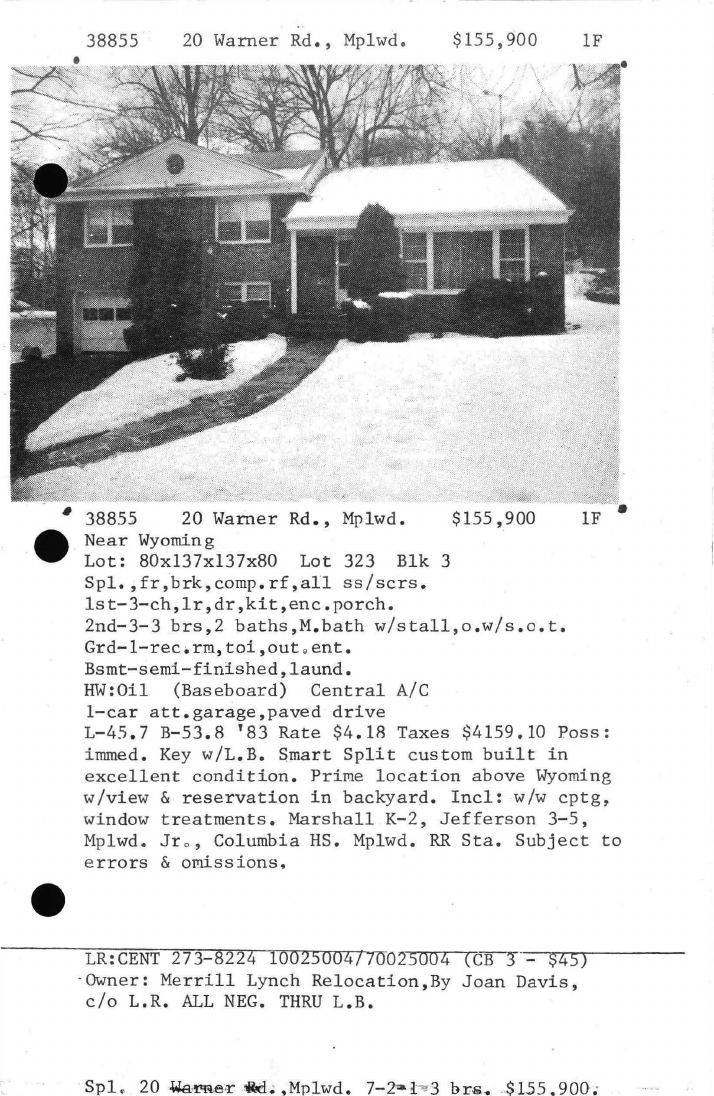 38855 20 Warner Rd., Mplwd. $155,900 1F
38855 20 Warner Rd., Mplwd. $155,900 1F
Near Wyoming
Lot: 80x137x137x80 Lot 323 Blk 3
Spl.,fr,brk,comp.rf,all ss/scrs.
1st-3-ch,lr,dr,kit,enc.porch.
2nd-3-3 brs,2 baths,M.bath w/stall,o.w/s.o.t.
Grd-1-rec.rm,toi,out.ent.
Bsmt-semi-finished,laund.
HW:Oil (Baseboard) Central A/C
1-car att.garage,paved drive
L-45.7 B-53.8 '83 Rate $4.18 Taxes $4159.10 Poss:
immed. Key w/L.B. Smart Split custom built in
excellent condition. Prime location above Wyoming
w/view & reservation in backyard. Incl: w/w cptg,
window treatments. Marshall K-2, Jefferson 3-5,
Mplwd. Jr., Columbia HS. Mplwd. RR Sta. Subject to
errors & omissions.
LR:CENT 273-8224 10025004/70025004 (CB 3 - $45)
Owner: Merrill Lynch Relocation,By Joan Davis,
c/o L.R. ALL NEG. THRU L.B.
Spl. 20 Warner Rd.,Mplwd. 7-2-1-3 brs. $155,900.